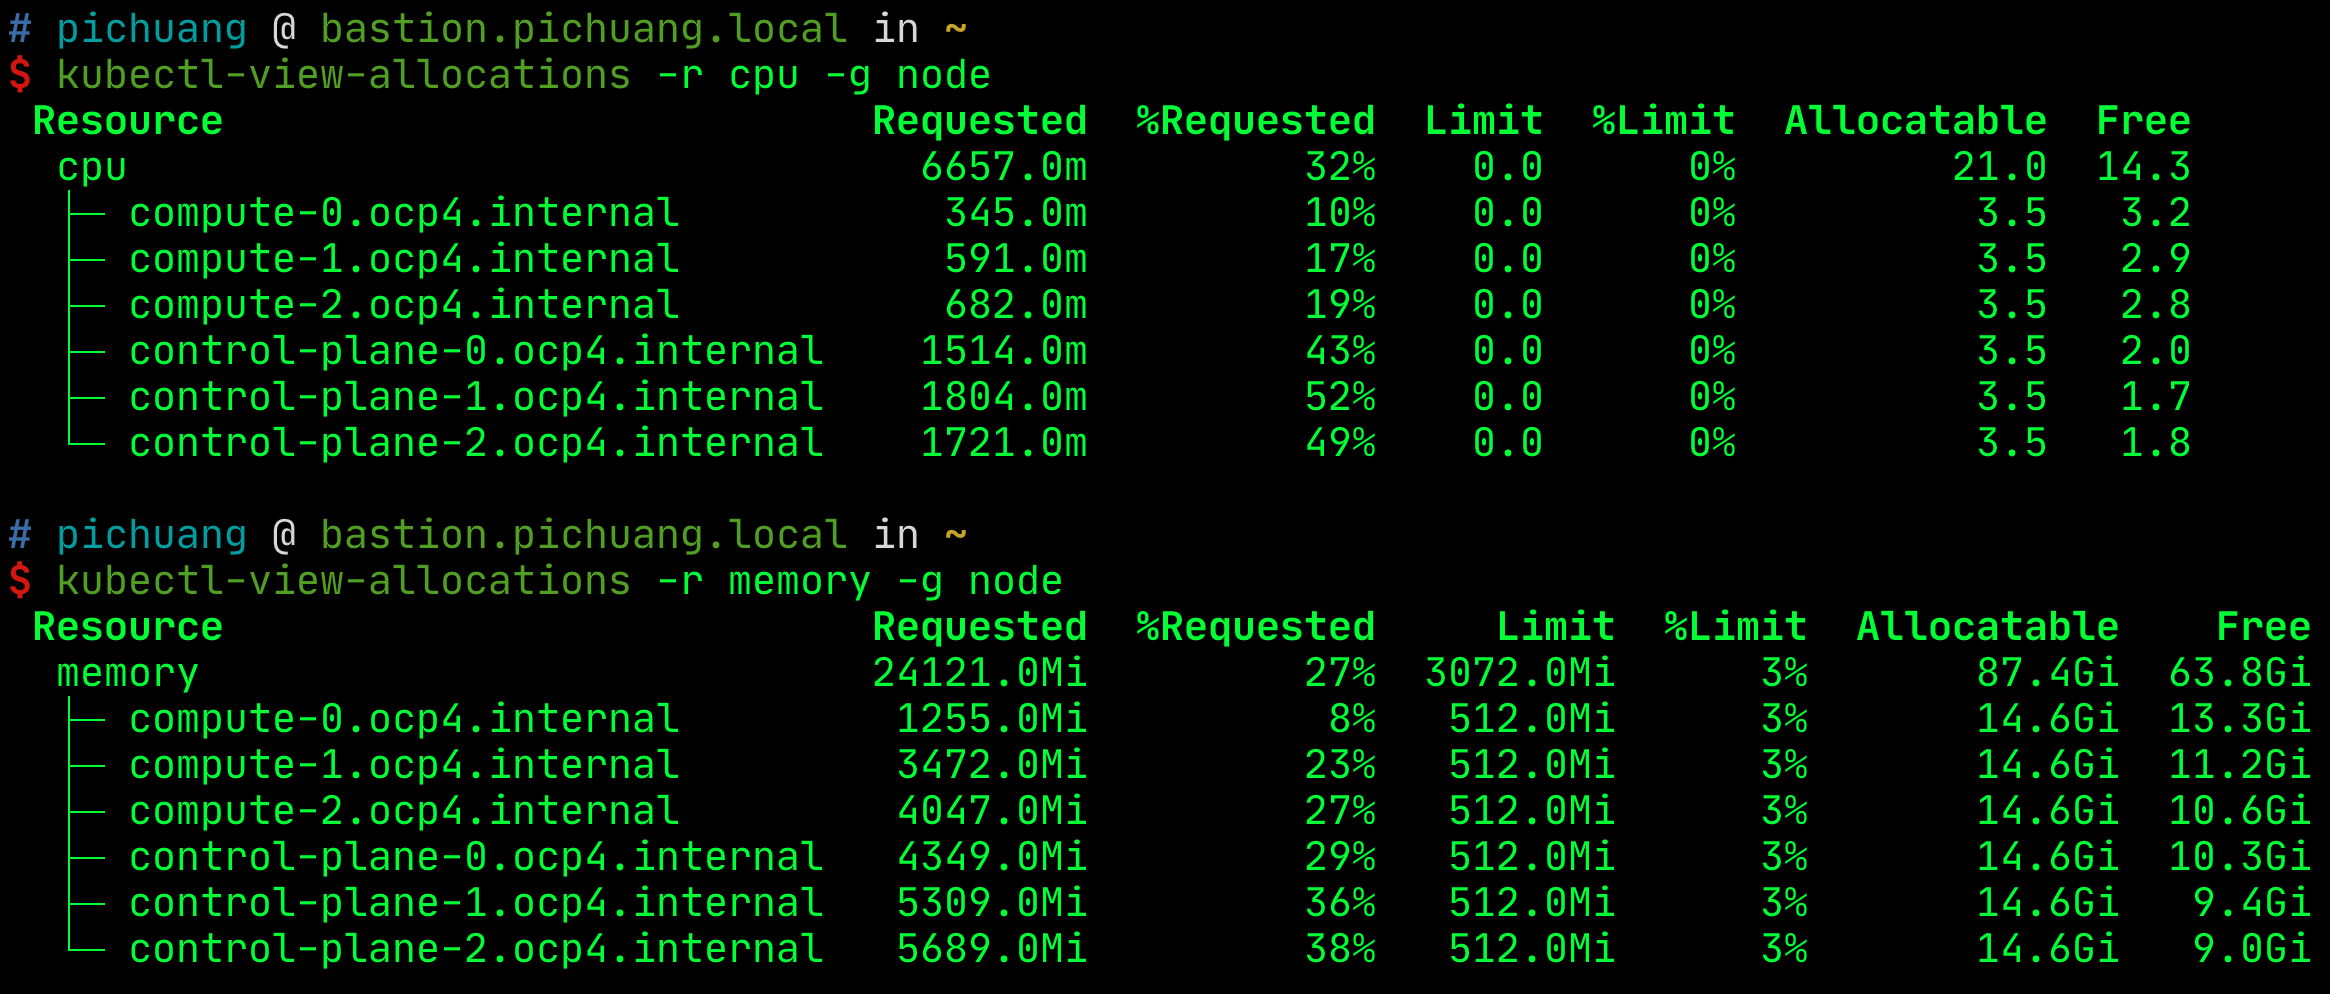 # pichuang @ bastion.pichuang.local in ~
$ kubectl-view-allocations -r cpu -g node
Resource Requested %Requested Limit %Limit Allocatable Free
cpu 6657.0m 32% 0.0 0% 21.0 14.3
├─ compute-0.ocp4.internal 345.0m 10% 0.0 0% 3.5 3.2
├─ compute-1.ocp4.internal 591.0m 17% 0.0 0% 3.5 2.9
├─ compute-2.ocp4.internal 682.0m 19% 0.0 0% 3.5 2.8
├─ control-plane-0.ocp4.internal 1514.0m 43% 0.0 0% 3.5 2.0
├─ control-plane-1.ocp4.internal 1804.0m 52% 0.0 0% 3.5 1.7
└─ control-plane-2.ocp4.internal 1721.0m 49% 0.0 0% 3.5 1.8
# pichuang @ bastion.pichuang.local in ~
$ kubectl-view-allocations -r memory -g node
Resource Requested %Requested Limit %Limit Allocatable Free
memory 24121.0Mi 27% 3072.0Mi 3% 87.4Gi 63.8Gi
├─ compute-0.ocp4.internal 1255.0Mi 8% 512.0Mi 3% 14.6Gi 13.3Gi
├─ compute-1.ocp4.internal 3472.0Mi 23% 512.0Mi 3% 14.6Gi 11.2Gi
├─ compute-2.ocp4.internal 4047.0Mi 27% 512.0Mi 3% 14.6Gi 10.6Gi
├─ control-plane-0.ocp4.internal 4349.0Mi 29% 512.0Mi 3% 14.6Gi 10.3Gi
├─ control-plane-1.ocp4.internal 5309.0Mi 36% 512.0Mi 3% 14.6Gi 9.4Gi
└─ control-plane-2.ocp4.internal 5689.0Mi 38% 512.0Mi 3% 14.6Gi 9.0Gi